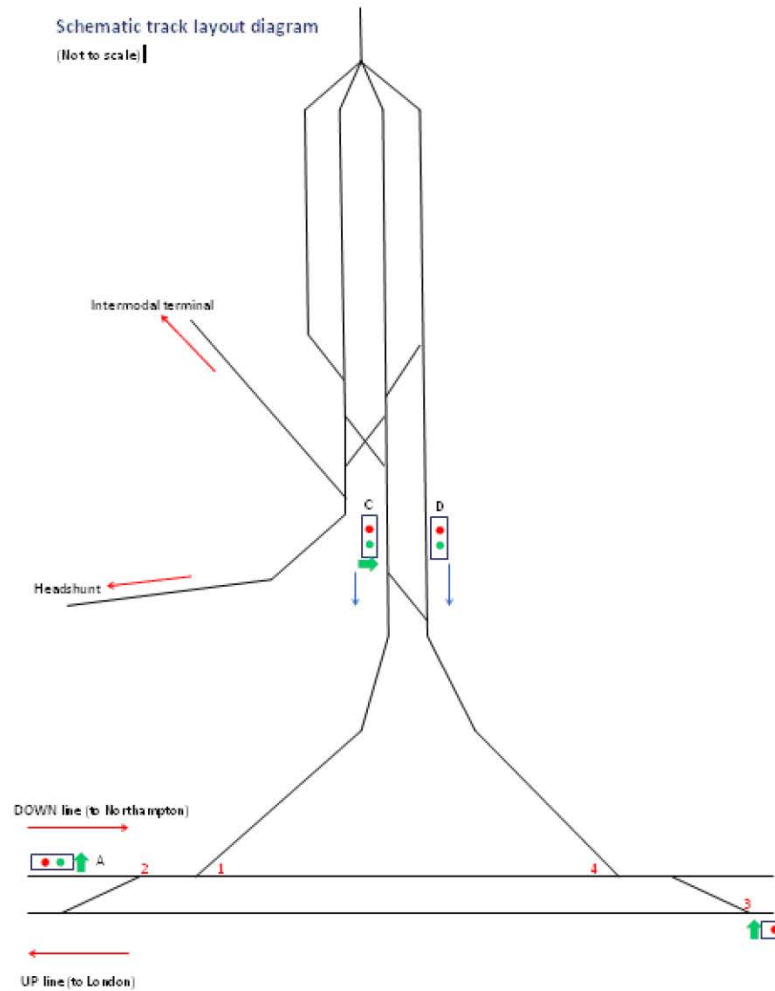 Schematic track layout diagram
(Not to scale)
Intermodal terminal
C
D
Headshunt
DOWN line (to Northampton)
A
2
1
4
3
UP line (to London)